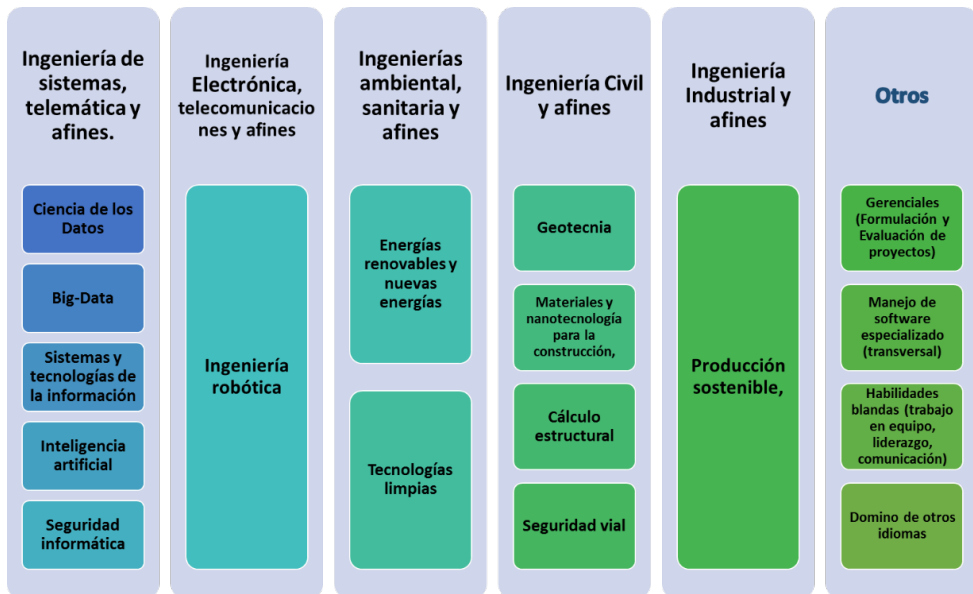 Ingeniería de
sistemas,
telemática y
afines.
Ciencia de los
Datos
Big-Data
Sistemas y
tecnologías de
la información
Inteligencia
artificial
Seguridad
informática
Ingeniería
Electrónica,
telecomunicacio
nes y afines
Ingeniería
robótica
Ingenierías
ambiental,
sanitaria y
afines
Energías
renovables y
nuevas
energías
Tecnologías
limpias
Ingeniería Civil
y afines
Geotecnia
Materiales y
nanotecnología
para la
construcción,
Cálculo
estructural
Seguridad vial
Ingeniería
Industrial y
afines
Producción
sostenible,
Otros
Gerenciales
(Formulación y
Evaluación de
proyectos)
Manejo de
software
especializado
(transversal)
Habilidades
blandas (trabajo
en equipo,
liderazgo,
comunicación)
Domino de otros
idiomas